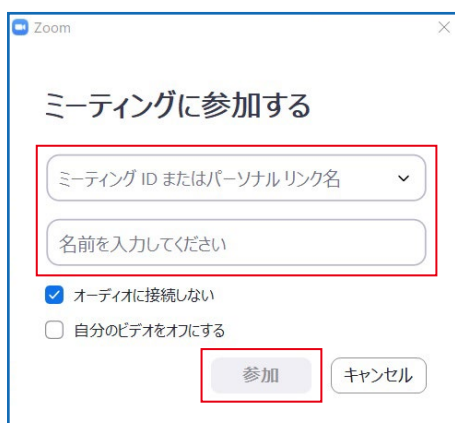 Zoom
ミーティングに参加する
ミーティング ID またはパーソナル リンク名
名前を入力してください
オーディオに接続しない
自分のビデオをオフにする
参加 キャンセル